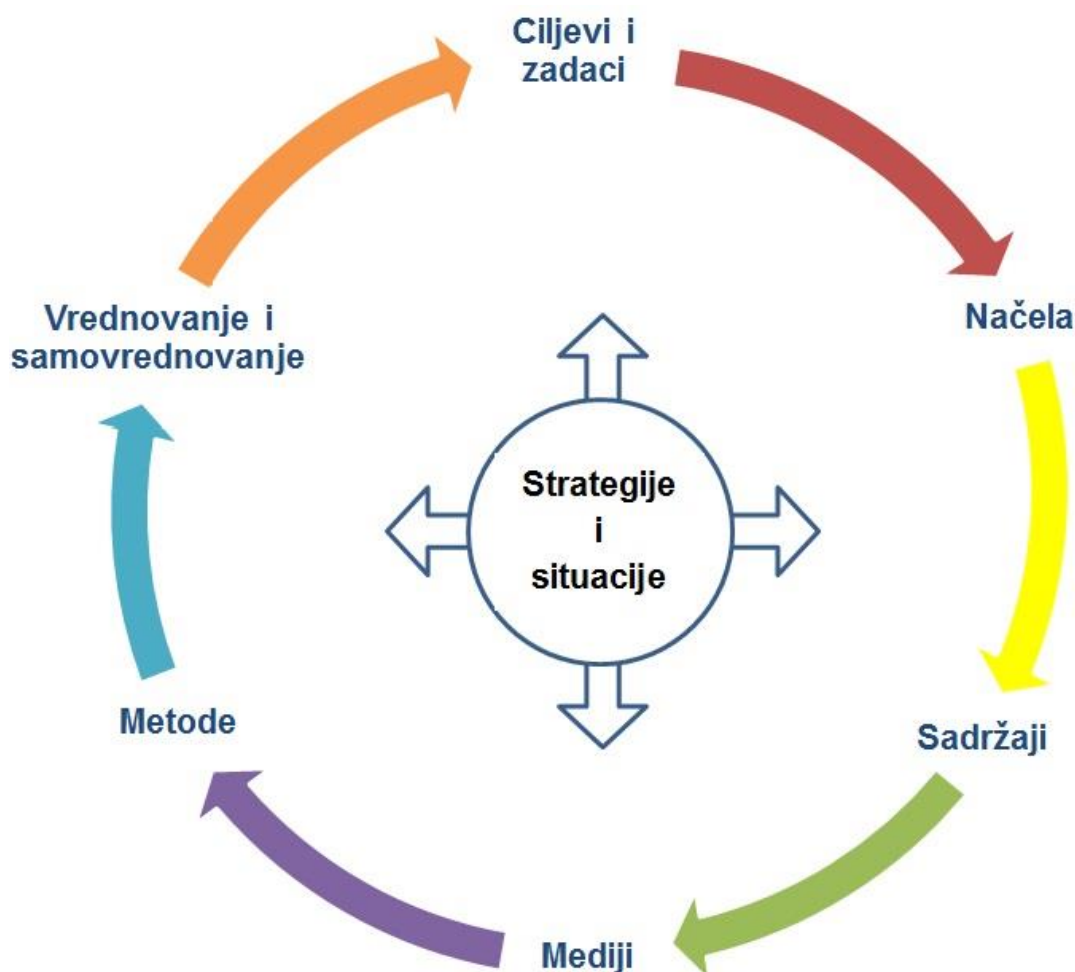 Ciljevi i
zadaci
Načela
Vrednovanje i
samovrednovanje
Strategije
i
situacije
Metode
Sadržaji
Mediji